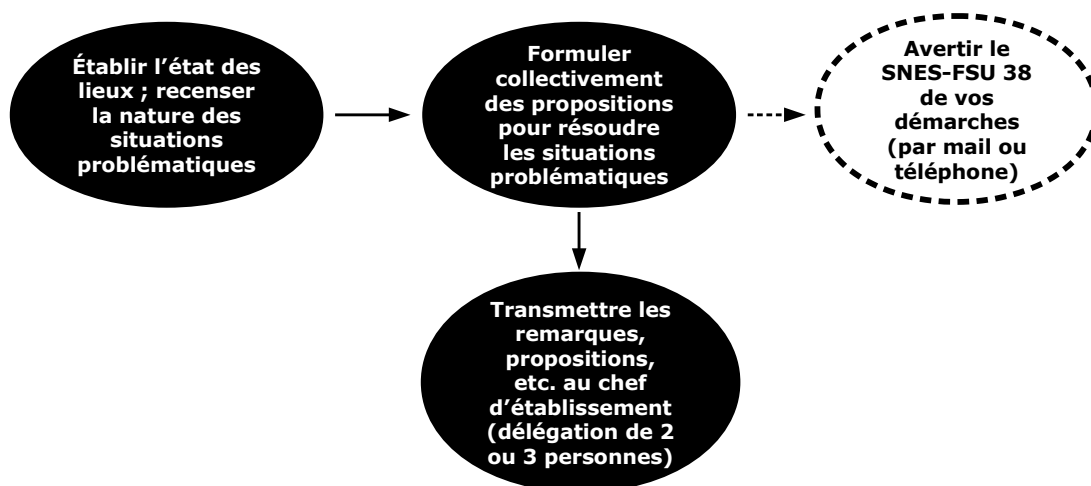 Établir l’état des
lieux ; recenser
la nature des
situations
problématiques
Formuler
collectivement
des propositions
pour résoudre
les situations
problématiques
Avertir le
SNES-FSU 38
de vos
démarches
(par mail ou
téléphone)
Transmettre les
remarques,
propositions,
etc. au chef
d’établissement
(délégation de 2
ou 3 personnes)